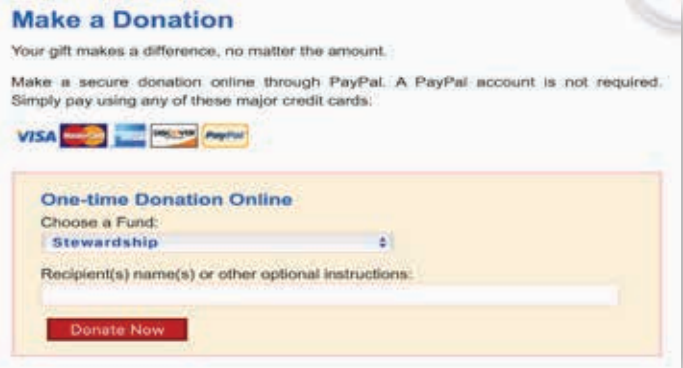 Make a Donation
Your gift makes a difference, no matter the amount.
Make a secure donation online through PayPal. A PayPal account is not required.
Simply pay using any of these major credit cards:
VISA MasterCard DISCOVER PayPal
One-time Donation Online
Choose a Fund:
Stewardship
Recipient(s) name(s) or other optional instructions:
Donate Now